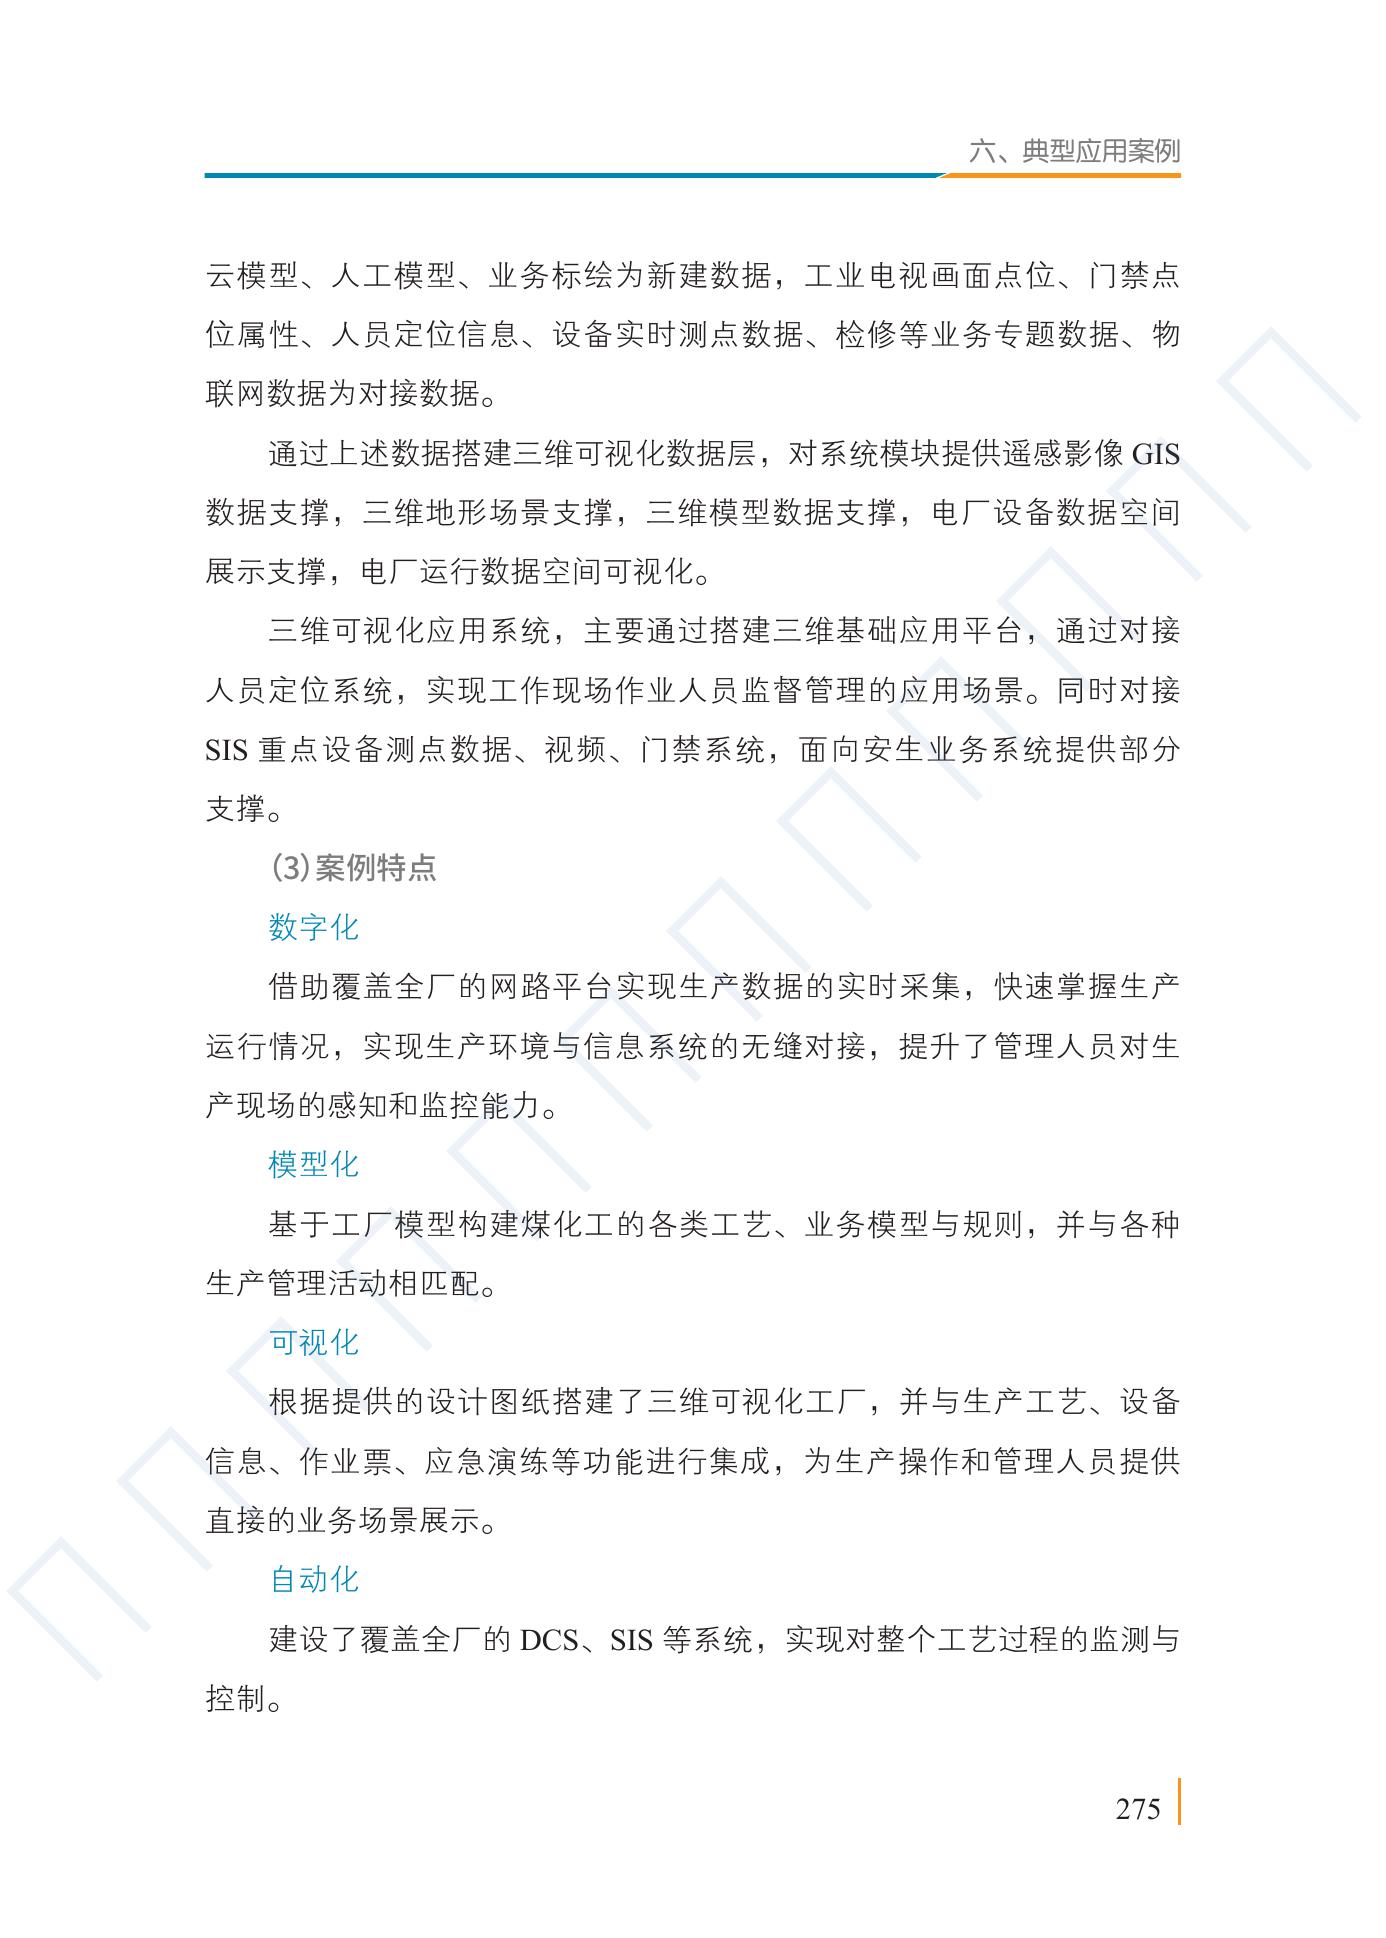 六、典型应用案例
云模型、人工模型、业务标绘为新建数据，工业电视画面点位、门禁点
位属性、人员定位信息、设备实时测点数据、检修等业务专题数据、物
联网数据为对接数据。
通过上述数据搭建三维可视化数据层，对系统模块提供遥感影像 GIS
数据支撑，三维地形场景支撑，三维模型数据支撑，电厂设备数据空间
展示支撑，电厂运行数据空间可视化。
三维可视化应用系统，主要通过搭建三维基础应用平台，通过对接
人员定位系统，实现工作现场作业人员监督管理的应用场景。同时对接
SIS 重点设备测点数据、视频、门禁系统，面向安生业务系统提供部分
支撑。
(3)案例特点
数字化
借助覆盖全厂的网路平台实现生产数据的实时采集，快速掌握生产
运行情况，实现生产环境与信息系统的无缝对接，提升了管理人员对生
产现场的感知和监控能力。
模型化
基于工厂模型构建煤化工的各类工艺、业务模型与规则，并与各种
生产管理活动相匹配。
可视化
根据提供的设计图纸搭建了三维可视化工厂，并与生产工艺、设备
信息、作业票、应急演练等功能进行集成，为生产操作和管理人员提供
直接的业务场景展示。
自动化
建设了覆盖全厂的 DCS、SIS 等系统，实现对整个工艺过程的监测与
控制。
275